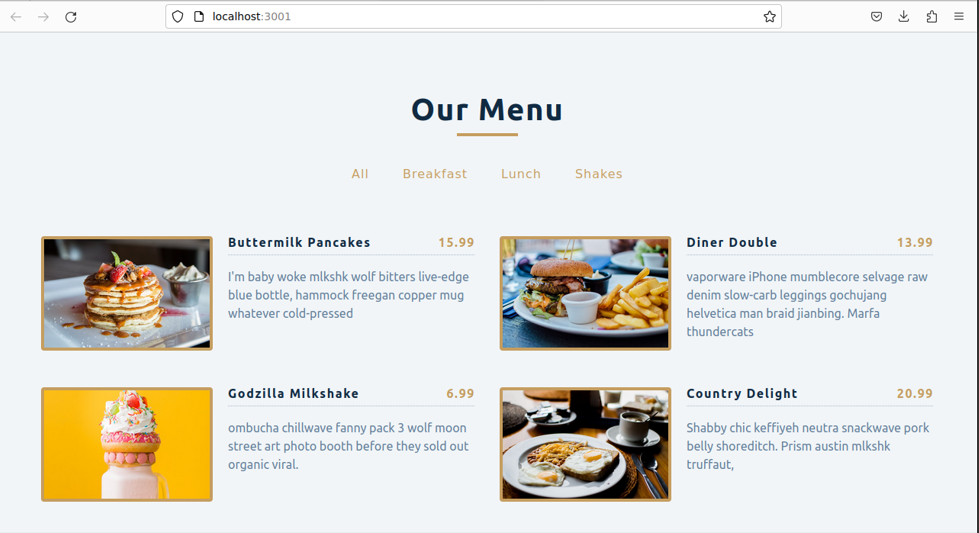 localhost:3001
Our Menu
All Breakfast Lunch Shakes
Buttermilk Pancakes 15.99
I'm baby woke mlkshk wolf bitters live-edge
blue bottle, hammock freegan copper mug
whatever cold-pressed
Diner Double 13.99
vaporware iPhone mumblecore selvage raw
denim slow-carb leggings gochujang
helvetica man braid jianbing. Marfa
thundercats
Godzilla Milkshake 6.99
ombucha chillwave fanny pack 3 wolf moon
street art photo booth before they sold out
organic viral.
Country Delight 20.99
Shabby chic keffiyeh neutra snackwave pork
belly shoreditch. Prism austin mlkshk
truffaut,